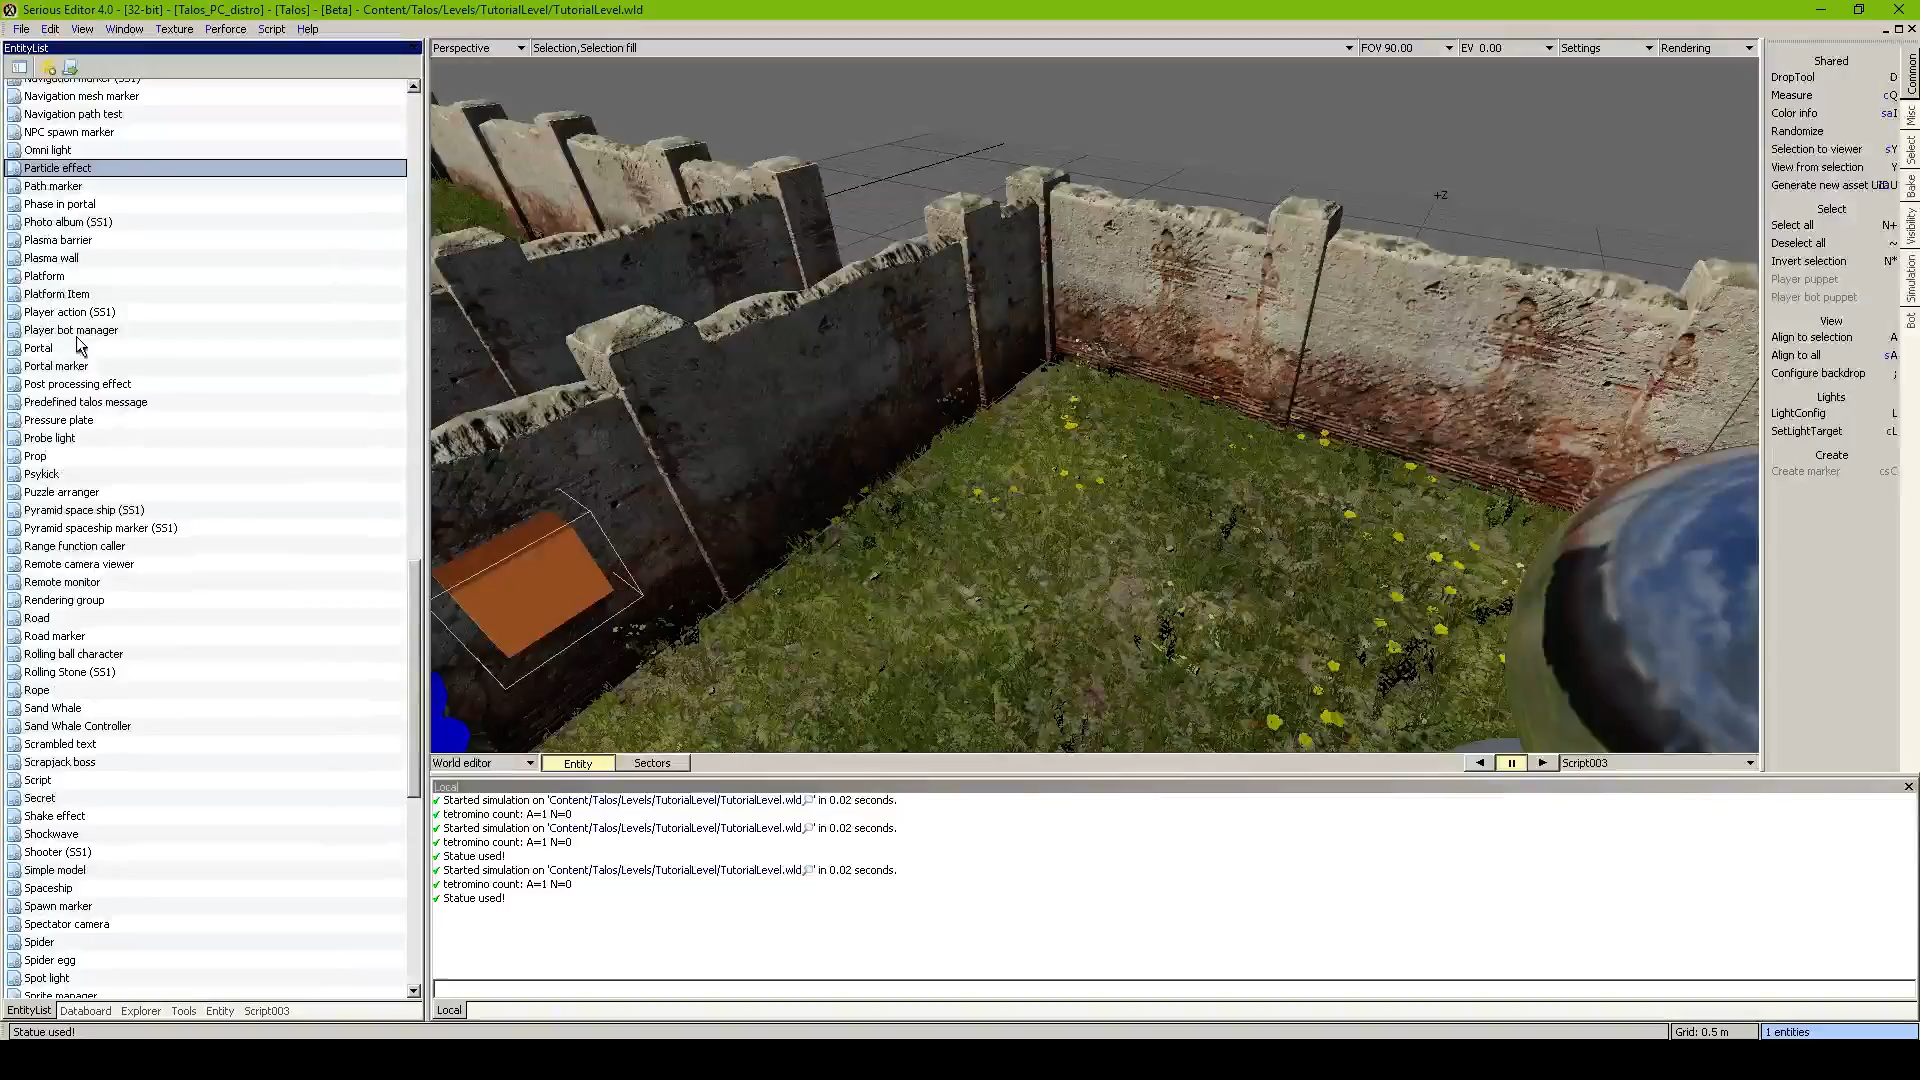 Serious Editor 4.0 - [32-bit] - [Talos_PC_distro] - [Talos] - [Beta] - Content/Talos/Levels/TutorialLevel/TutorialLevel.wld
File Edit View Window Texture Perforce Script Help
EntityList
Navigation marker (SS1)
Navigation mesh marker
Navigation path test
NPC spawn marker
Omni light
Particle effect
Path marker
Phase in portal
Photo album (SS1)
Plasma barrier
Plasma wall
Platform
Platform Item
Player action (SS1)
Player bot manager
Portal
Portal marker
Post processing effect
Predefined talos message
Pressure plate
Probe light
Prop
Psykick
Puzzle arranger
Pyramid space ship (SS1)
Pyramid spaceship marker (SS1)
Range function caller
Remote camera viewer
Remote monitor
Rendering group
Road
Road marker
Rolling ball character
Rolling Stone (SS1)
Rope
Sand Whale
Sand Whale Controller
Scrambled text
Scrapjack boss
Script
Secret
Shake effect
Shockwave
Shooter (SS1)
Simple model
Spaceship
Spawn marker
Spectator camera
Spider
Spider egg
Spot light
Sprite manager
EntityList Databoard Explorer Tools Entity Script003
Perspective Selection,Selection fill FOV 90.00 EV 0.00 Settings Rendering
+Z
World editor Entity Sectors Script003
Local
Started simulation on 'Content/Talos/Levels/TutorialLevel/TutorialLevel.wld' in 0.02 seconds.
tetromino count: A=1 N=0
Started simulation on 'Content/Talos/Levels/TutorialLevel/TutorialLevel.wld' in 0.02 seconds.
tetromino count: A=1 N=0
Statue used!
Started simulation on 'Content/Talos/Levels/TutorialLevel/TutorialLevel.wld' in 0.02 seconds.
tetromino count: A=1 N=0
Statue used!
Local
Shared
DropTool D
Measure cQ
Color info saI
Randomize
Selection to viewer sY
View from selection Y
Generate new asset
Select
Select all N+
Deselect all ~
Invert selection N*
Player puppet
Player bot puppet
View
Align to selection A
Align to all sA
Configure backdrop ;
Lights
LightConfig L
SetLightTarget cL
Create
Create marker csC
Common
Misc
Select
Bake
Visibility
Simulation
Bot
Statue used!
Grid: 0.5 m
1 entities